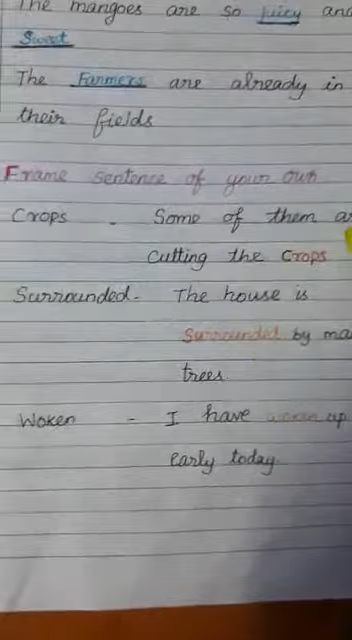 The mangoes are so juicy and
Sweet
The Farmers are already in
their fields
Frame sentence of your own
Crops - Some of them a
cutting the Crops
Surrounded - The house is
Surrounded by ma
trees.
Woken - I have woken up
early today.